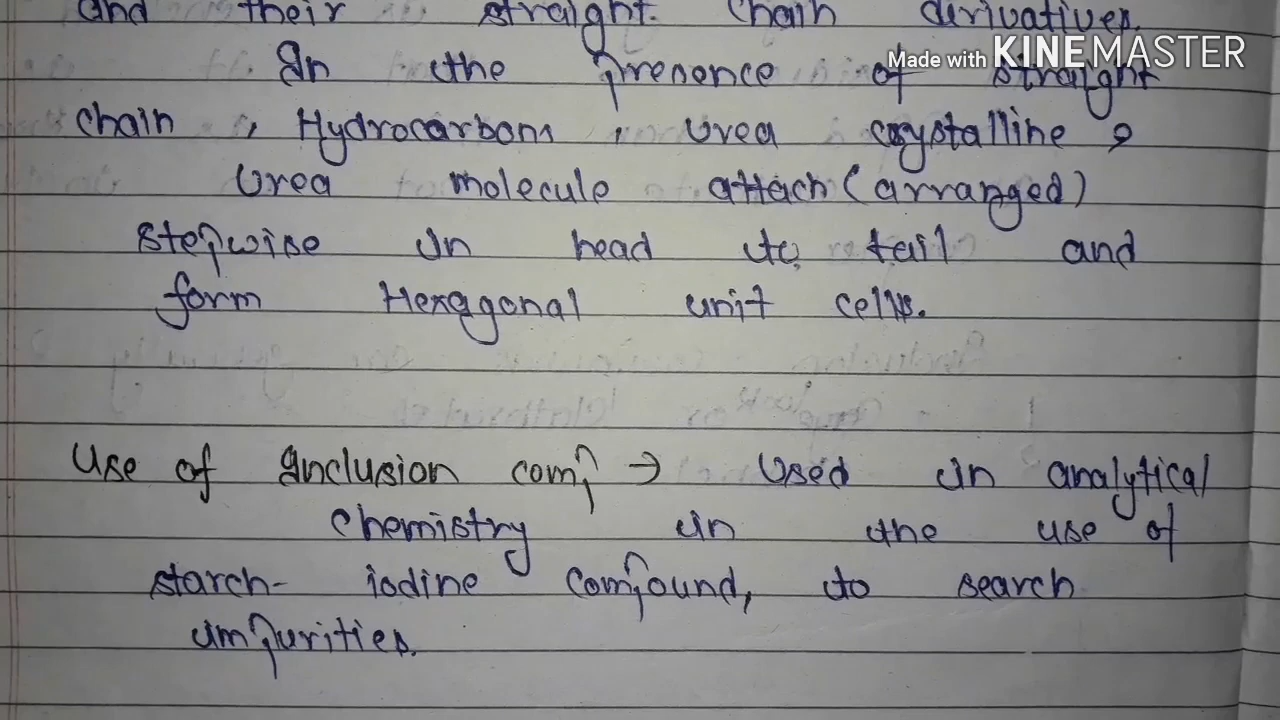 and their straight chain derivatives.
Made with KINEMASTER
In the presence of straight
chain, Hydrocarbons, urea crystalline,
Urea molecule attach (arranged)
stepwise in head to tail and
form Hexagonal unit cells.
Use of Inclusion comp → Used in analytical
chemistry in the use of
starch- iodine compound, to search
impurities.